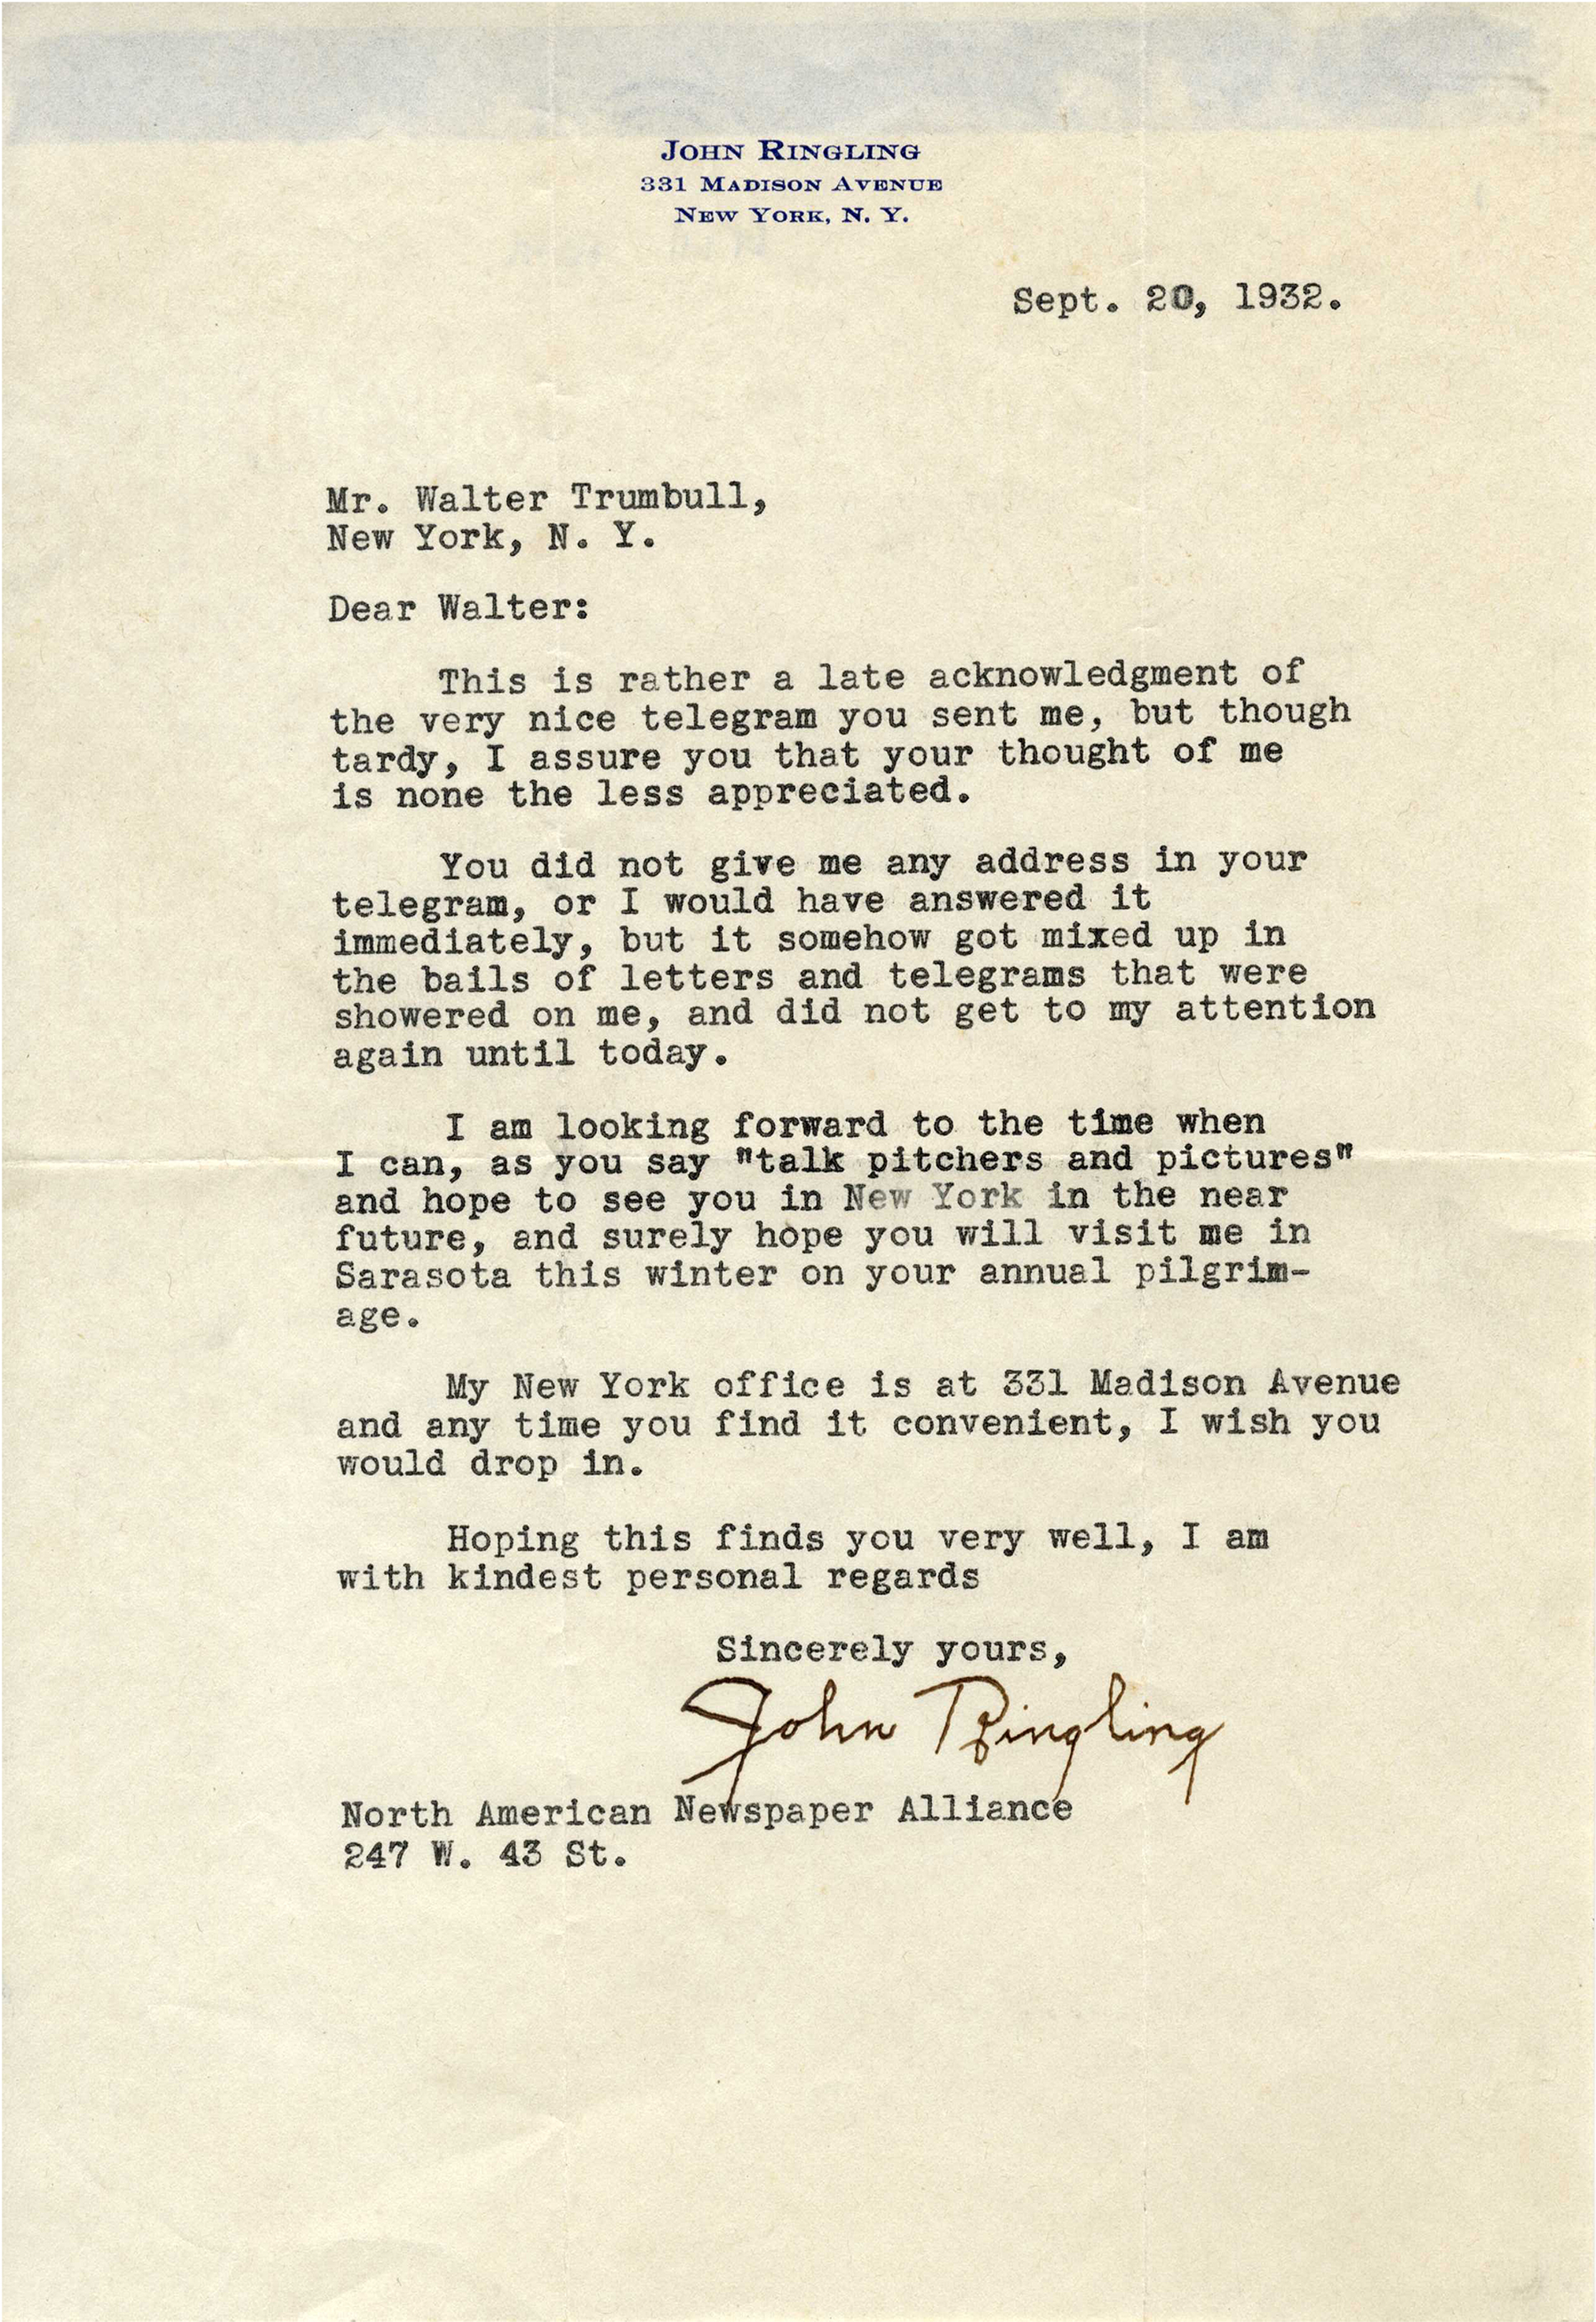 JOHN RINGLING
331 MADISON AVENUE
NEW YORK, N. Y.
Sept. 20, 1932.
Mr. Walter Trumbull,
New York, N. Y.
Dear Walter:
This is rather a late acknowledgment of
the very nice telegram you sent me, but though
tardy, I assure you that your thought of me
is none the less appreciated.
You did not give me any address in your
telegram, or I would have answered it
immediately, but it somehow got mixed up in
the bails of letters and telegrams that were
showered on me, and did not get to my attention
again until today.
I am looking forward to the time when
I can, as you say "talk pitchers and pictures"
and hope to see you in New York in the near
future, and surely hope you will visit me in
Sarasota this winter on your annual pilgrim-
age.
My New York office is at 331 Madison Avenue
and any time you find it convenient, I wish you
would drop in.
Hoping this finds you very well, I am
with kindest personal regards
Sincerely yours,
John Ringling
North American Newspaper Alliance
247 W. 43 St.